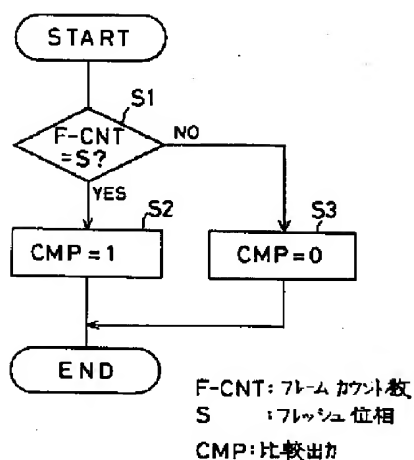 START
S1
F-CNT
=S?
NO
YES
S2
S3
CMP=1
CMP=0
END
F-CNT:フレームカウント数
S :フレッシュ位相
CMP:比較出力